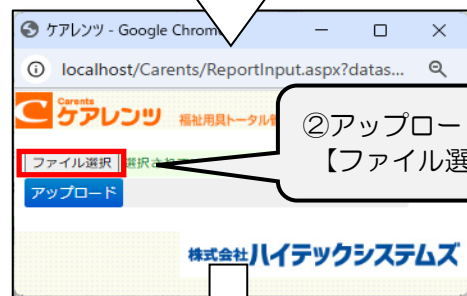 ケアレンツ - Google Chrom
localhost/Carents/ReportInput.aspx?datas...
Carents
ケアレンツ 福祉用具トータル
②アップロー
【ファイル選
ファイル選択 選択さ
アップロード
株式会社ハイテックシステムズ